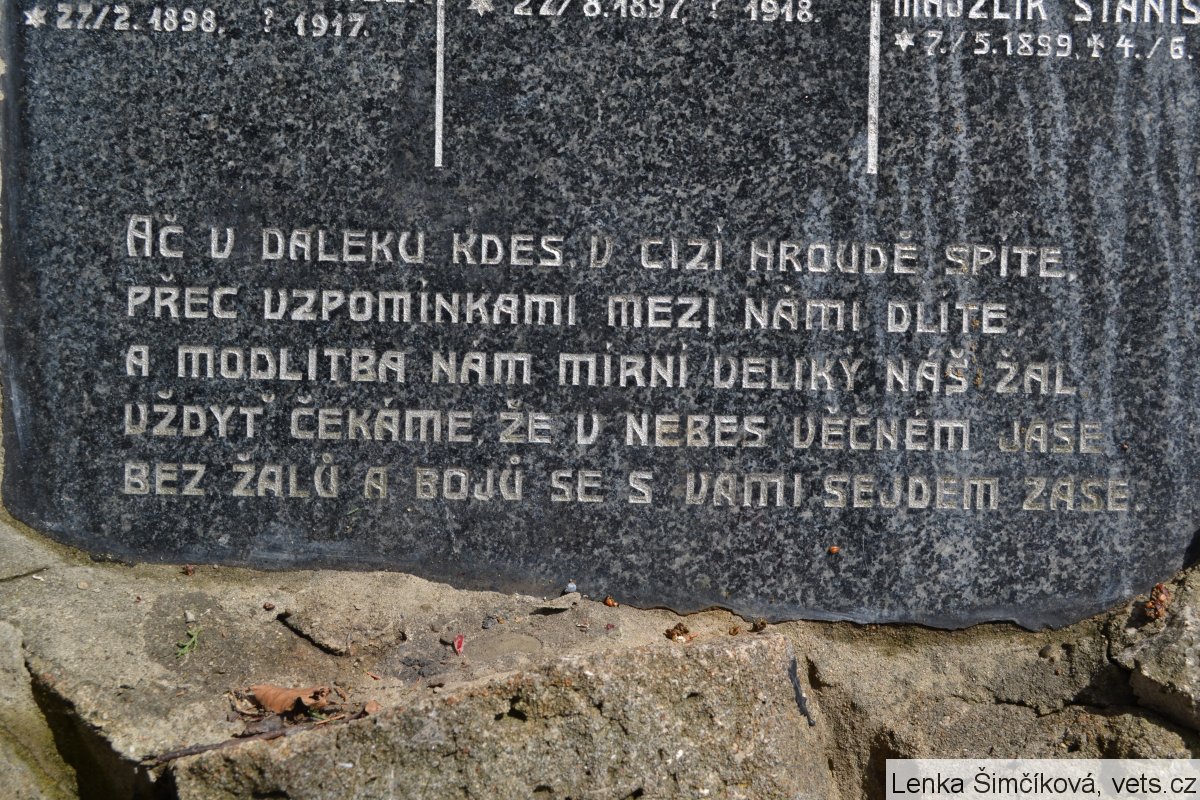 * 27/2. 1898. ? 1917.
* 22/8.1897. ? 1918.
MAJZLÍK STANIS
* 7./5.1899. ✝ 4./6.
AČ V DALEKU KDES V CIZÍ HROUDĚ SPITE,
PŘEC VZPOMÍNKAMI MEZI NÁMI DLITE
A MODLITBA NÁM MÍRNÍ VELIKÝ NÁŠ ŽAL
VŽDYŤ ČEKÁME, ŽE V NEBES VĚČNÉM JASE
BEZ ŽALŮ A BOJŮ SE S VÁMI SEJDEM ZASE.
Lenka Šimčíková, vets.cz